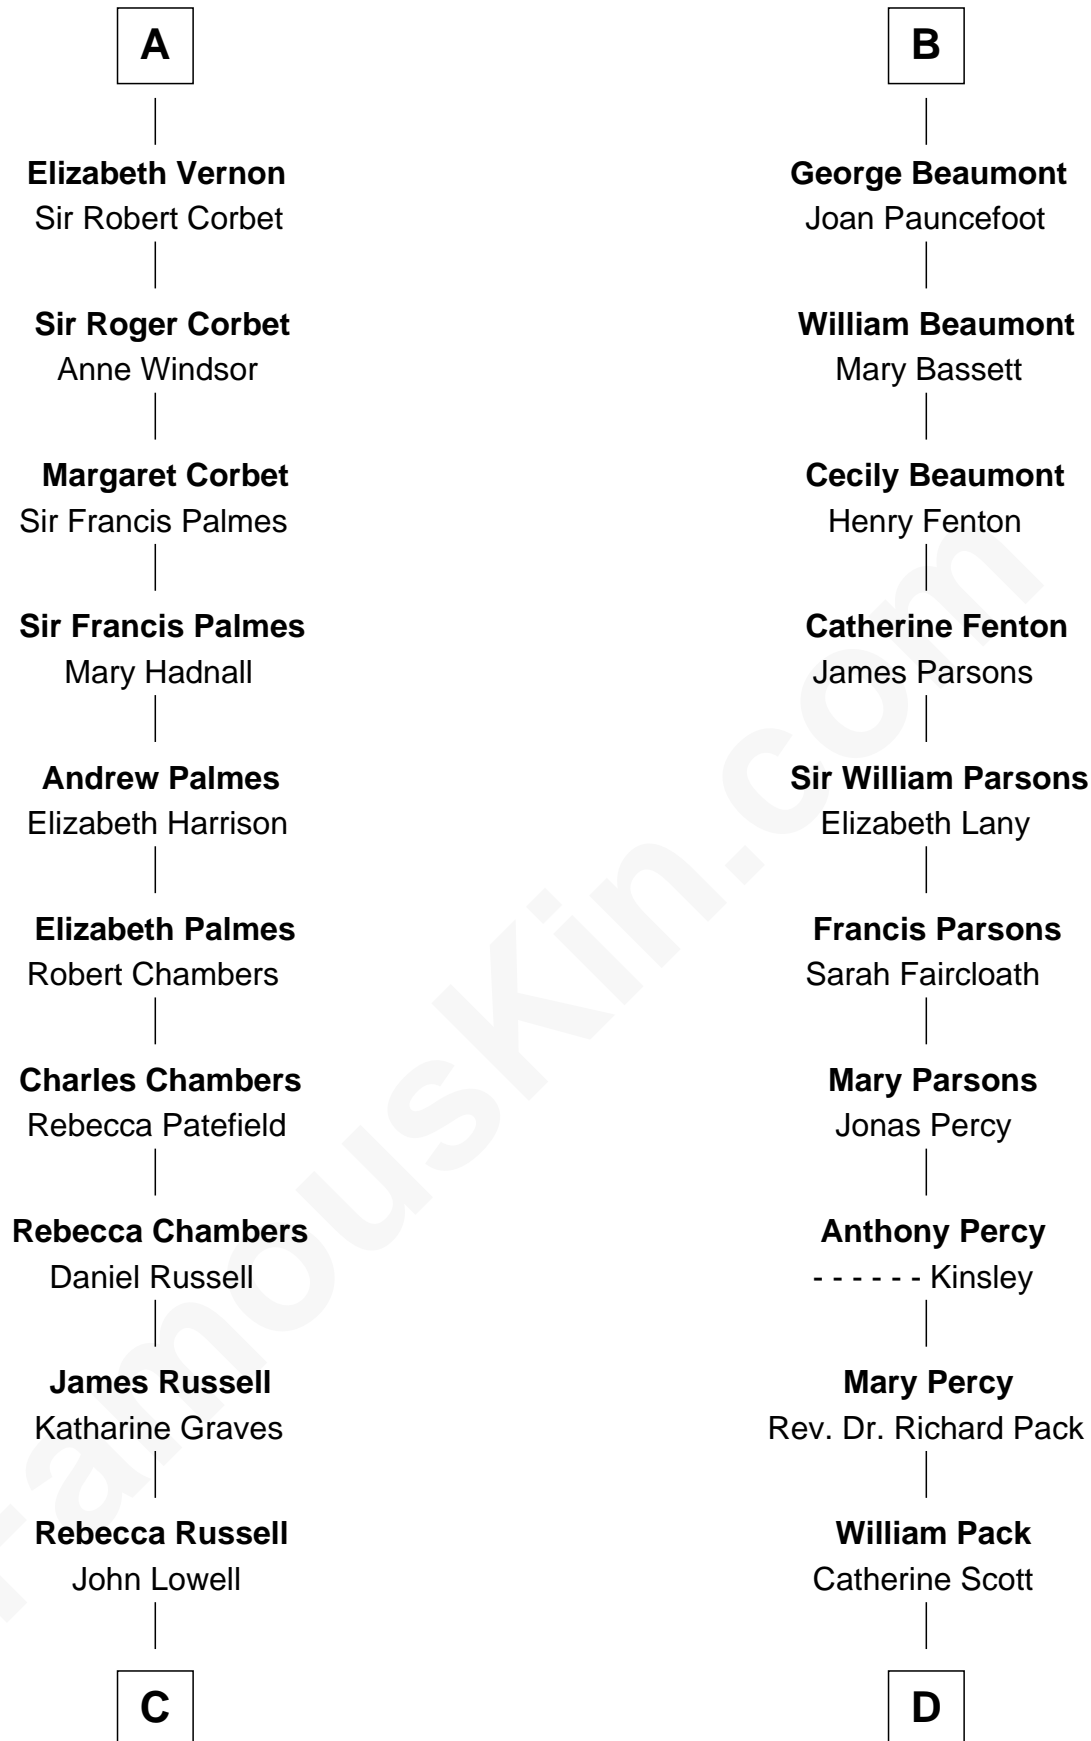 A
Elizabeth Vernon
Sir Robert Corbet
Sir Roger Corbet
Anne Windsor
Margaret Corbet
Sir Francis Palmes
Sir Francis Palmes
Mary Hadnall
Andrew Palmes
Elizabeth Harrison
Elizabeth Palmes
Robert Chambers
Charles Chambers
Rebecca Patefield
Rebecca Chambers
Daniel Russell
James Russell
Katharine Graves
Rebecca Russell
John Lowell
C
B
George Beaumont
Joan Pauncefoot
William Beaumont
Mary Bassett
Cecily Beaumont
Henry Fenton
Catherine Fenton
James Parsons
Sir William Parsons
Elizabeth Lany
Francis Parsons
Sarah Faircloath
Mary Parsons
Jonas Percy
Anthony Percy
- - - - - - Kinsley
Mary Percy
Rev. Dr. Richard Pack
William Pack
Catherine Scott
D
FamousKin.com